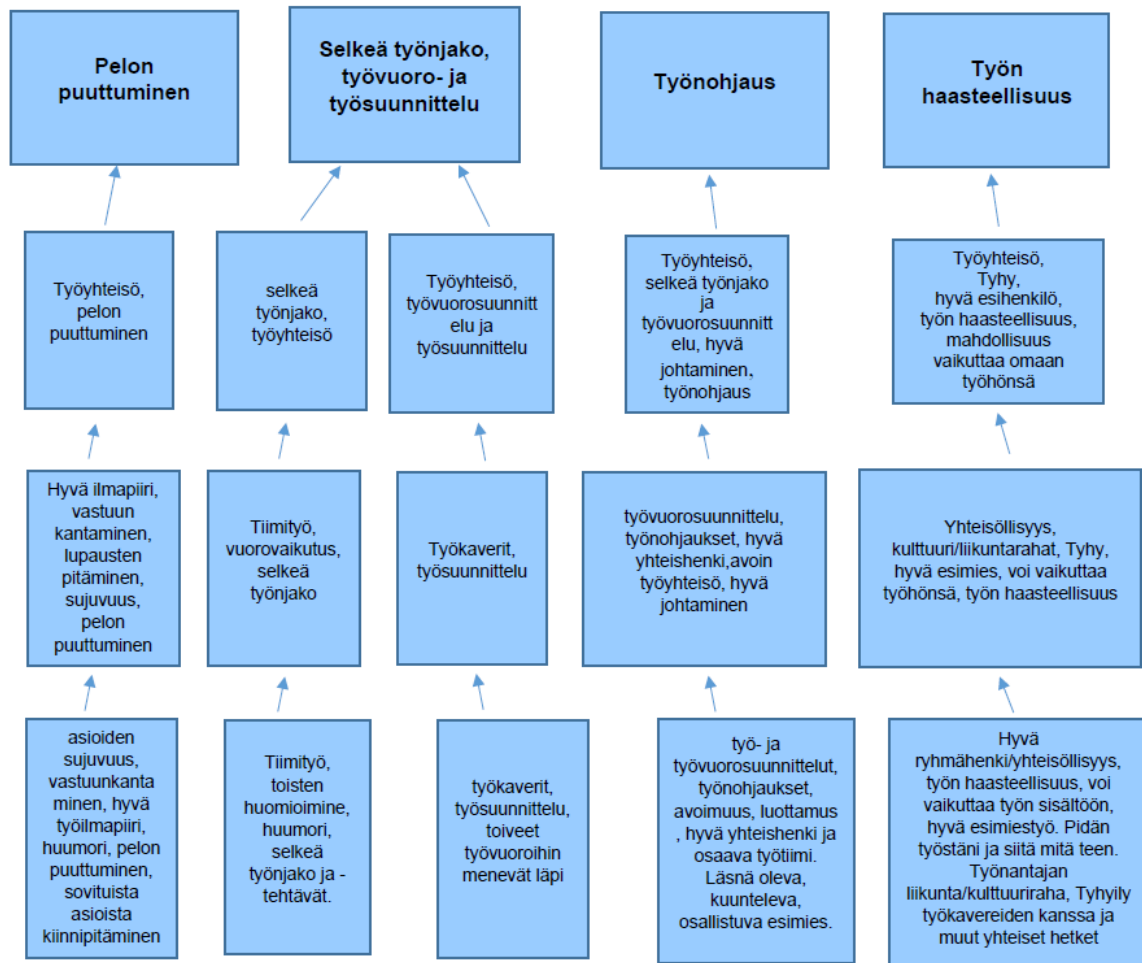 Pelon
puuttuminen
Selkeä työnjako,
työvuoro- ja
työsuunnittelu
Työnohjaus
Työn
haasteellisuus
Työyhteisö,
pelon
puuttuminen
selkeä
työnjako,
työyhteisö
Työyhteisö,
työvuorosuunnitt
elu ja
työsuunnittelu
Työyhteisö,
selkeä työnjako
ja
työvuorosuunnitt
elu, hyvä
johtaminen,
työnohjaus
Työyhteisö,
Tyhy,
hyvä esihenkilö,
työn haasteellisuus,
mahdollisuus
vaikuttaa omaan
työhönsä
Hyvä ilmapiiri,
vastuun
kantaminen,
lupausten
pitäminen,
sujuvuus,
pelon
puuttuminen
Tiimityö,
vuorovaikutus,
selkeä
työnjako
Työkaverit,
työsuunnittelu
työvuorosuunnittelu,
työnohjaukset, hyvä
yhteishenki,avoin
työyhteisö, hyvä
johtaminen
Yhteisöllisyys,
kulttuuri/liikuntarahat, Tyhy,
hyvä esimies, voi vaikuttaa
työhönsä, työn haasteellisuus
asioiden
sujuvuus,
vastuunkanta
minen, hyvä
työilmapiiri,
huumori, pelon
puuttuminen,
sovituista
asioista
kiinnipitäminen
Tiimityö,
toisten
huomioimine,
huumori,
selkeä
työnjako ja -
tehtävät.
työkaverit,
työsuunnittelu,
toiveet
työvuoroihin
menevät läpi
työ- ja
työvuorosuunnittelut,
työnohjaukset,
avoimuus, luottamus
, hyvä yhteishenki ja
osaava työtiimi.
Läsnä oleva,
kuunteleva,
osallistuva esimies.
Hyvä
ryhmähenki/yhteisöllisyys,
työn haasteellisuus, voi
vaikuttaa työn sisältöön,
hyvä esimiestyö. Pidän
työstäni ja siitä mitä teen.
Työnantajan
liikunta/kulttuuriraha, Tyhyily
työkavereiden kanssa ja
muut yhteiset hetket